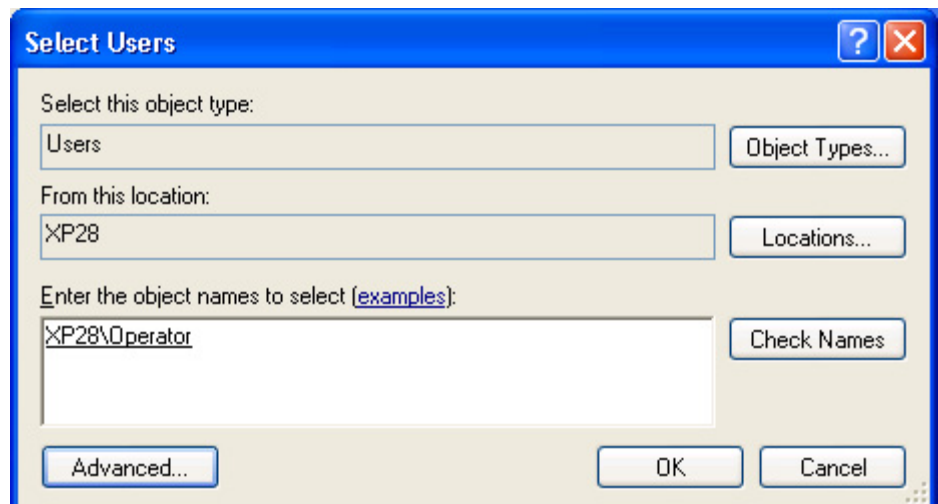 Select Users
Select this object type:
Users
Object Types...
From this location:
XP28
Locations...
Enter the object names to select (examples):
XP28\Operator
Check Names
Advanced...
OK
Cancel